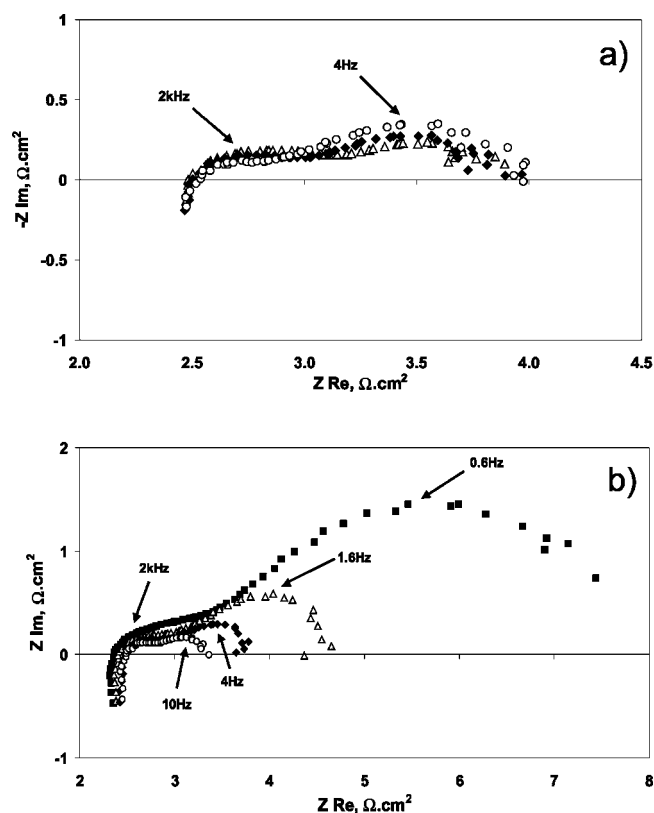 a)
1
0.5
0
-0.5
-1
-Z Im, Ω.cm²
2kHz
4Hz
2.0 2.5 3.0 3.5 4.0 4.5
Z Re, Ω.cm²
b)
2
1
0
-1
Z Im, Ω.cm²
0.6Hz
2kHz
1.6Hz
10Hz
4Hz
2 3 4 5 6 7 8
Z Re, Ω.cm²